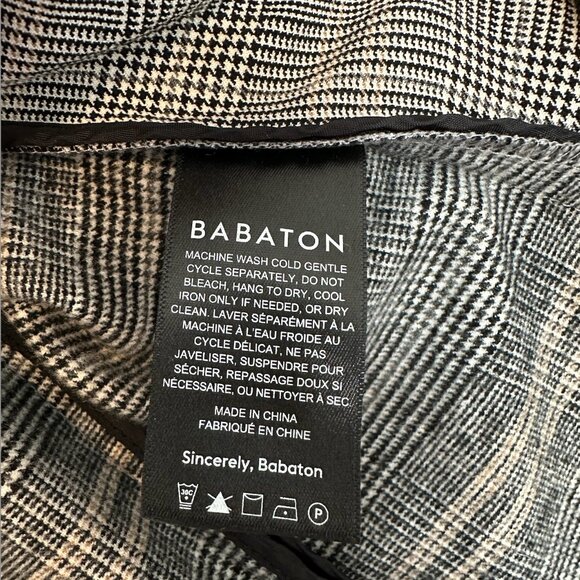 BABATON
MACHINE WASH COLD GENTLE
CYCLE SEPARATELY, DO NOT
BLEACH, HANG TO DRY, COOL
IRON ONLY IF NEEDED, OR DRY
CLEAN. LAVER SÉPARÉMENT À LA
MACHINE À L'EAU FROIDE AU
CYCLE DÉLICAT, NE PAS
JAVELISER, SUSPENDRE POUR
SÉCHER, REPASSAGE DOUX SI
NÉCESSAIRE, OU NETTOYER À SEC.
MADE IN CHINA
FABRIQUÉ EN CHINE
Sincerely, Babaton
30C P